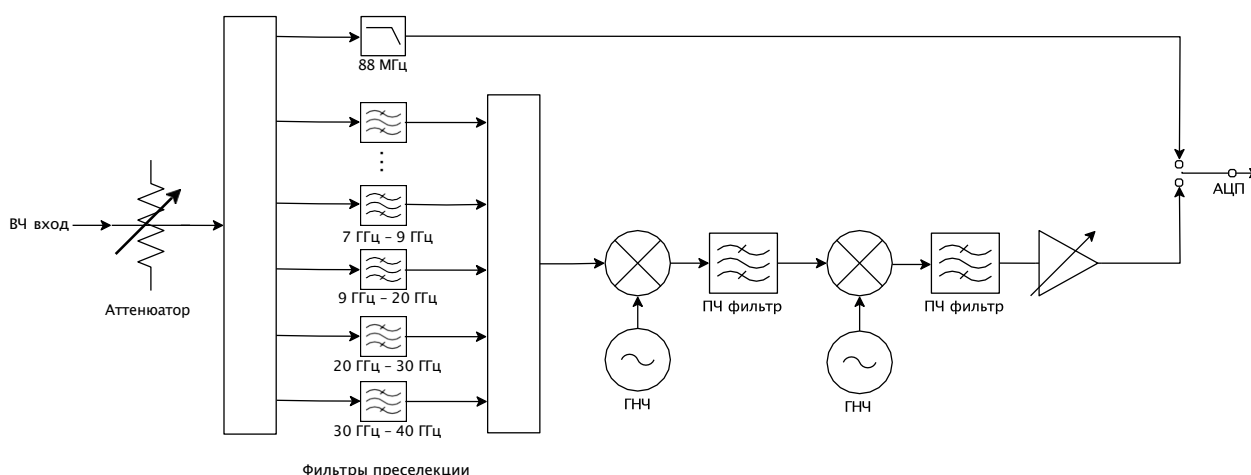 88 МГц
ВЧ вход
АЦП
7 ГГц – 9 ГГц
9 ГГц – 20 ГГц
Аттенюатор
ПЧ фильтр
ПЧ фильтр
20 ГГц – 30 ГГц
ГНЧ
ГНЧ
30 ГГц – 40 ГГц
Фильтры преселекции